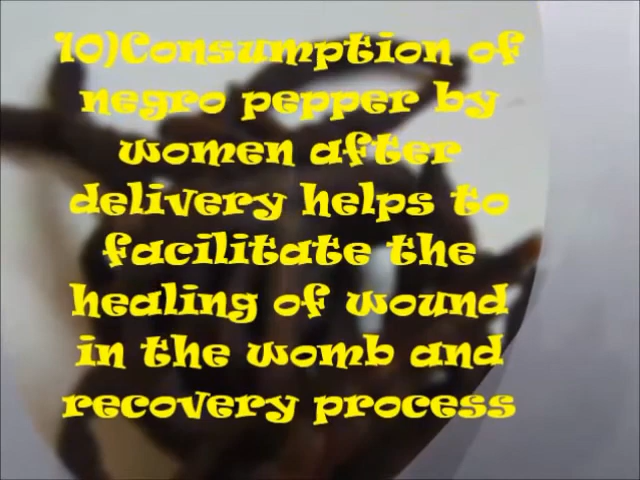 10)Consumption of
negro pepper by
women after
delivery helps to
facilitate the
healing of wound
in the womb and
recovery process